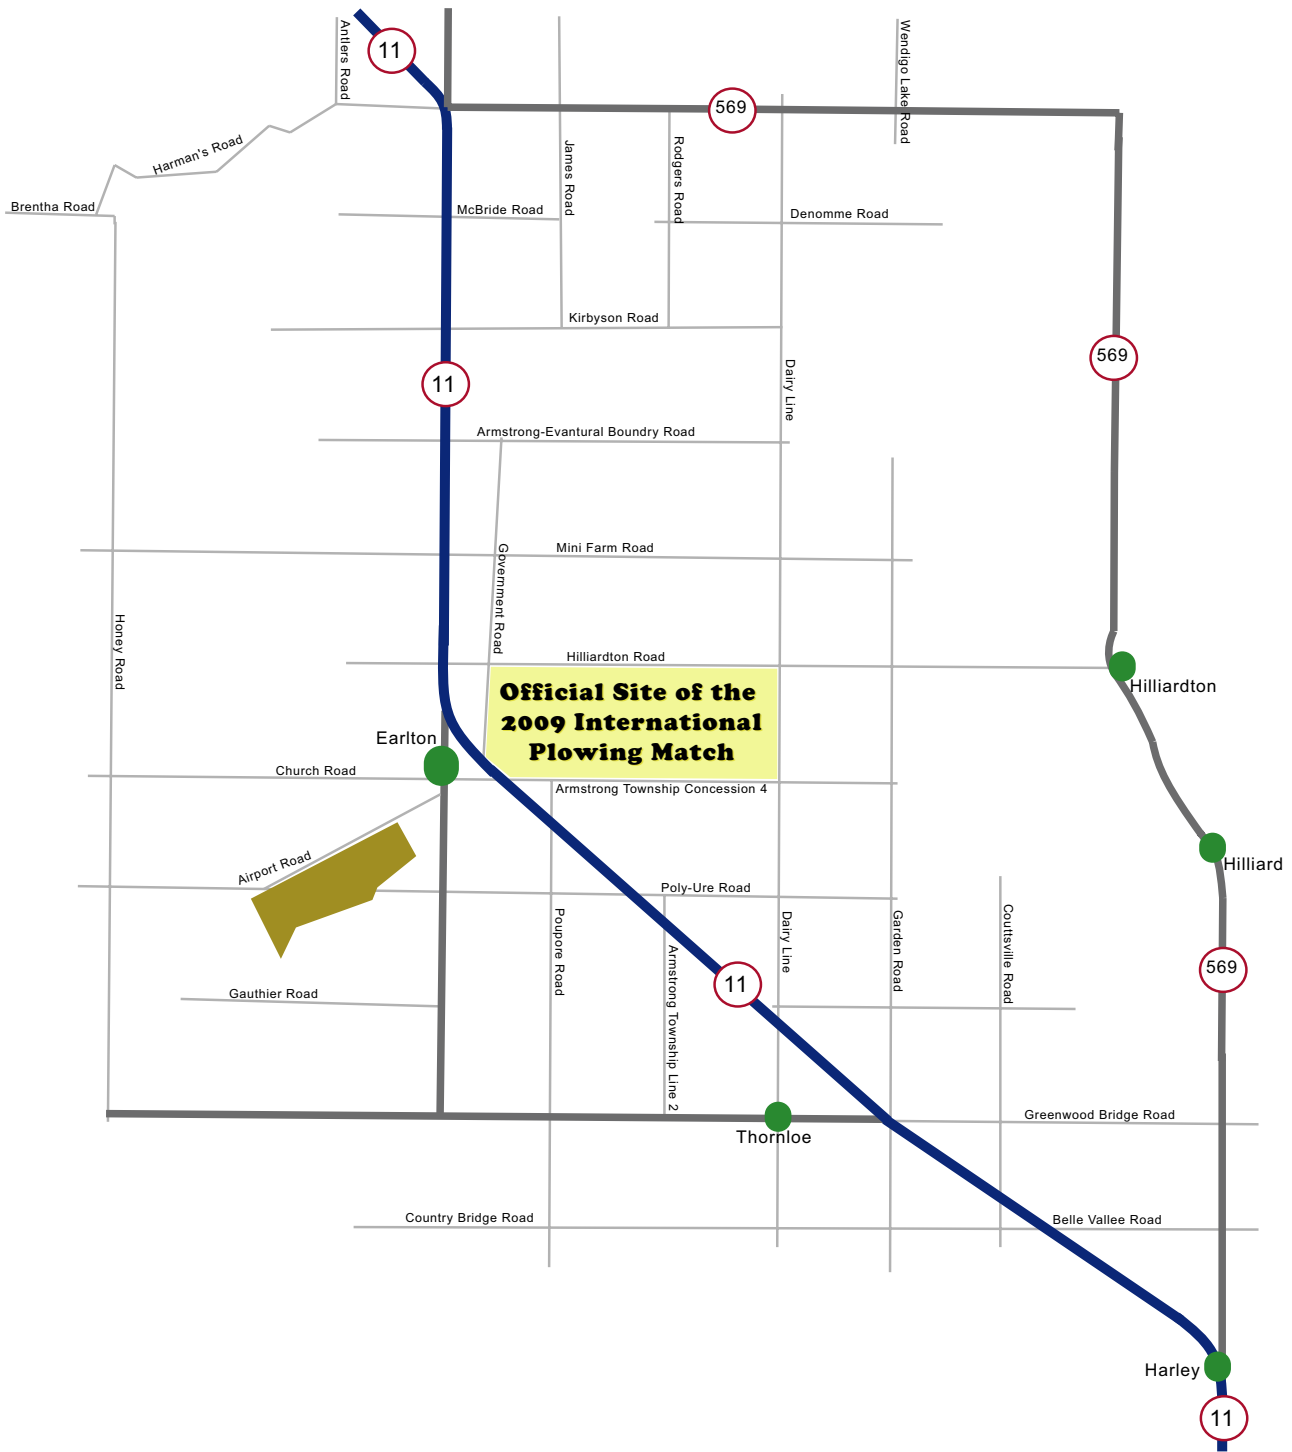 11
Antlers Road
Wendigo Lake Road
569
Harman's Road
James Road
Rodgers Road
Brentha Road
McBride Road
Denomme Road
Kirbyson Road
569
11
Dairy Line
Armstrong-Evantural Boundry Road
Mini Farm Road
Government Road
Honey Road
Hilliardton Road
Official Site of the
2009 International
Plowing Match
Hilliardton
Earlton
Church Road
Armstrong Township Concession 4
Airport Road
Hilliard
Poly-Ure Road
Poupore Road
Armstrong Township Line 2
Dairy Line
Garden Road
Couttsville Road
569
11
Gauthier Road
Greenwood Bridge Road
Thornloe
Country Bridge Road
Belle Vallee Road
Harley
11